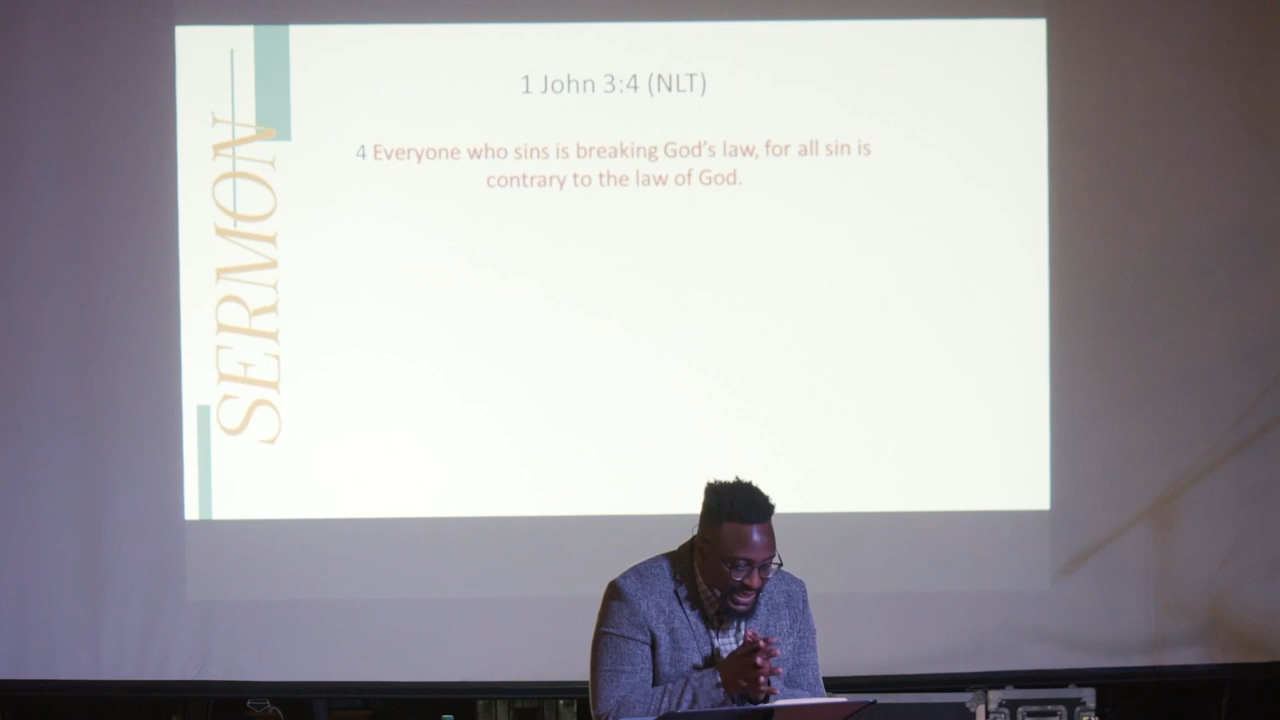 SERMON
1 John 3:4 (NLT)
4 Everyone who sins is breaking God's law, for all sin is
contrary to the law of God.